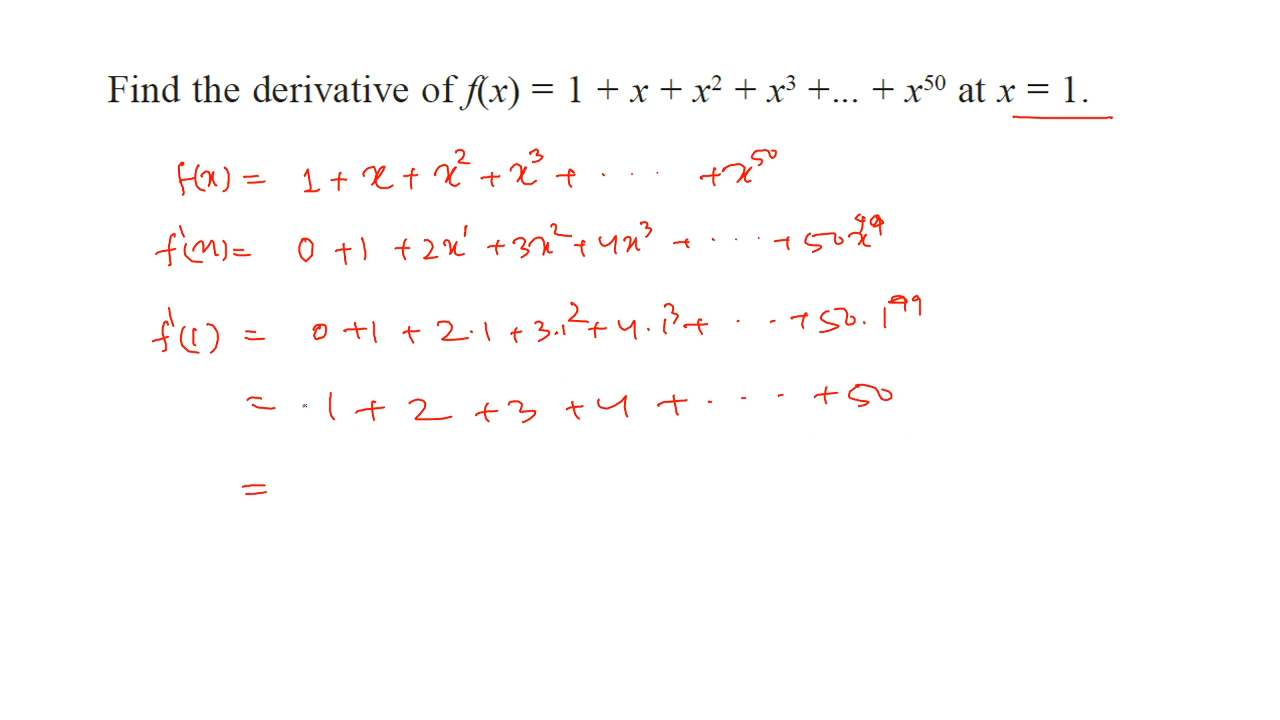 Find the derivative of f(x) = 1 + x + x² + x³ +... + x⁵⁰ at x = 1.
f(x) = 1 + x + x² + x³ + . . . . + x⁵⁰
f'(x) = 0 + 1 + 2x¹ + 3x² + 4x³ + . . . . + 50x⁴⁹
f'(1) = 0 + 1 + 2·1 + 3·1² + 4·1³ + . . . + 50·1⁴⁹
= 1 + 2 + 3 + 4 + . . . . + 50
=